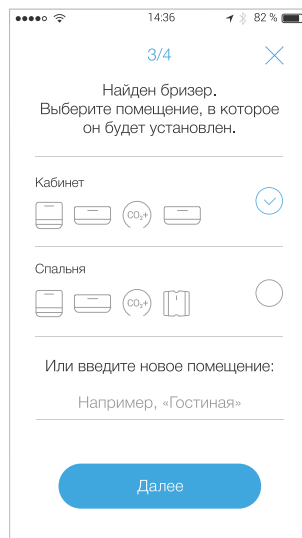 14:36
82 %
3/4
Найден бризер.
Выберите помещение, в которое
он будет установлен.
Кабинет
CO₂+
Спальня
CO₂+
Или введите новое помещение:
Например, «Гостиная»
Далее